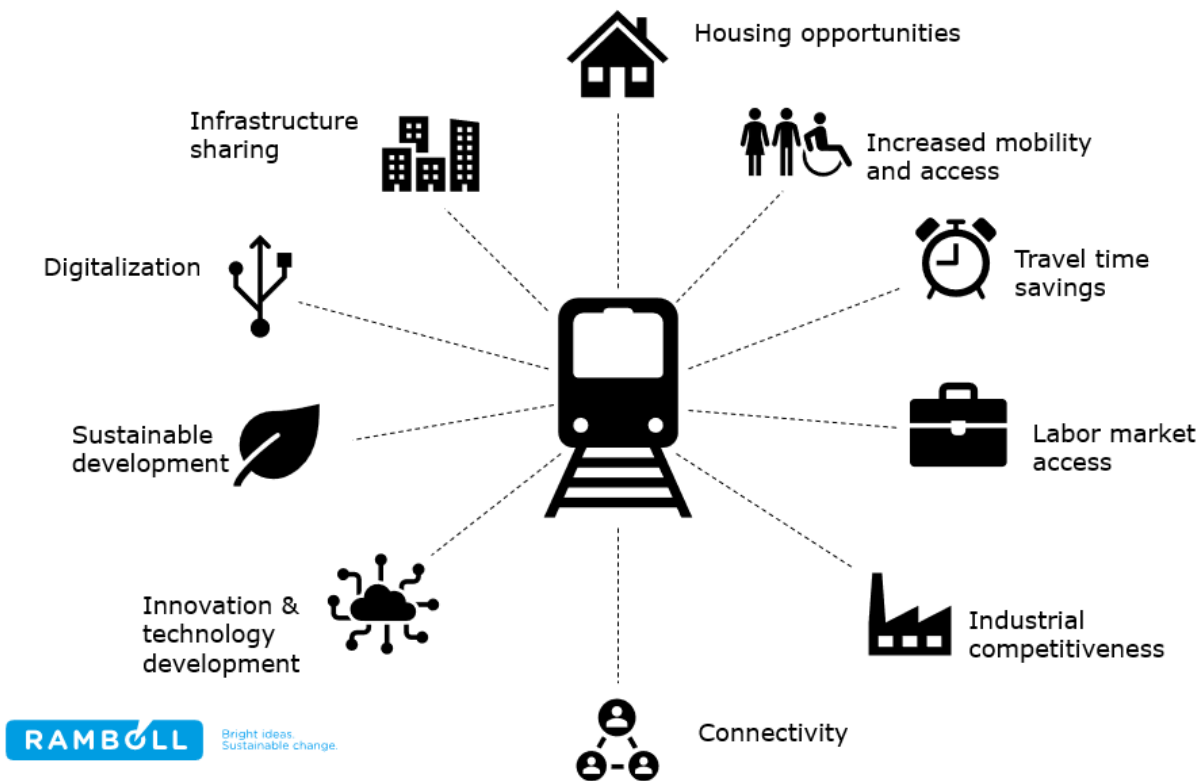 Housing opportunities
Infrastructure
sharing
Increased mobility
and access
Digitalization
Travel time
savings
Sustainable
development
Labor market
access
Innovation &
technology
development
Industrial
competitiveness
Connectivity
RAMBOLL
Bright ideas.
Sustainable change.